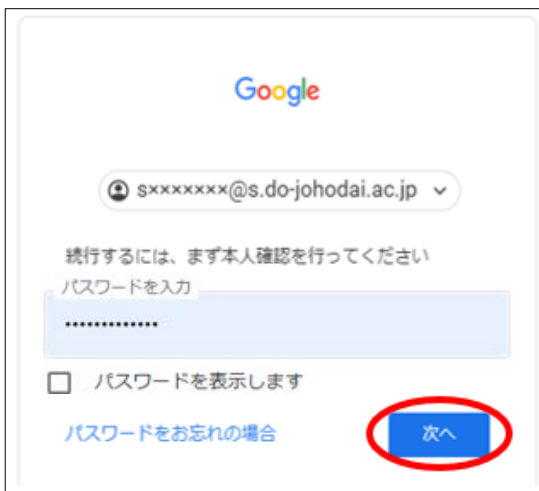 Google
s×××××××@s.do-johodai.ac.jp
続行するには、まず本人確認を行ってください
パスワードを入力
•••••••••••••
パスワードを表示します
パスワードをお忘れの場合
次へ